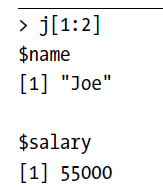 > j[1:2]
$name
[1] "Joe"
$salary
[1] 55000